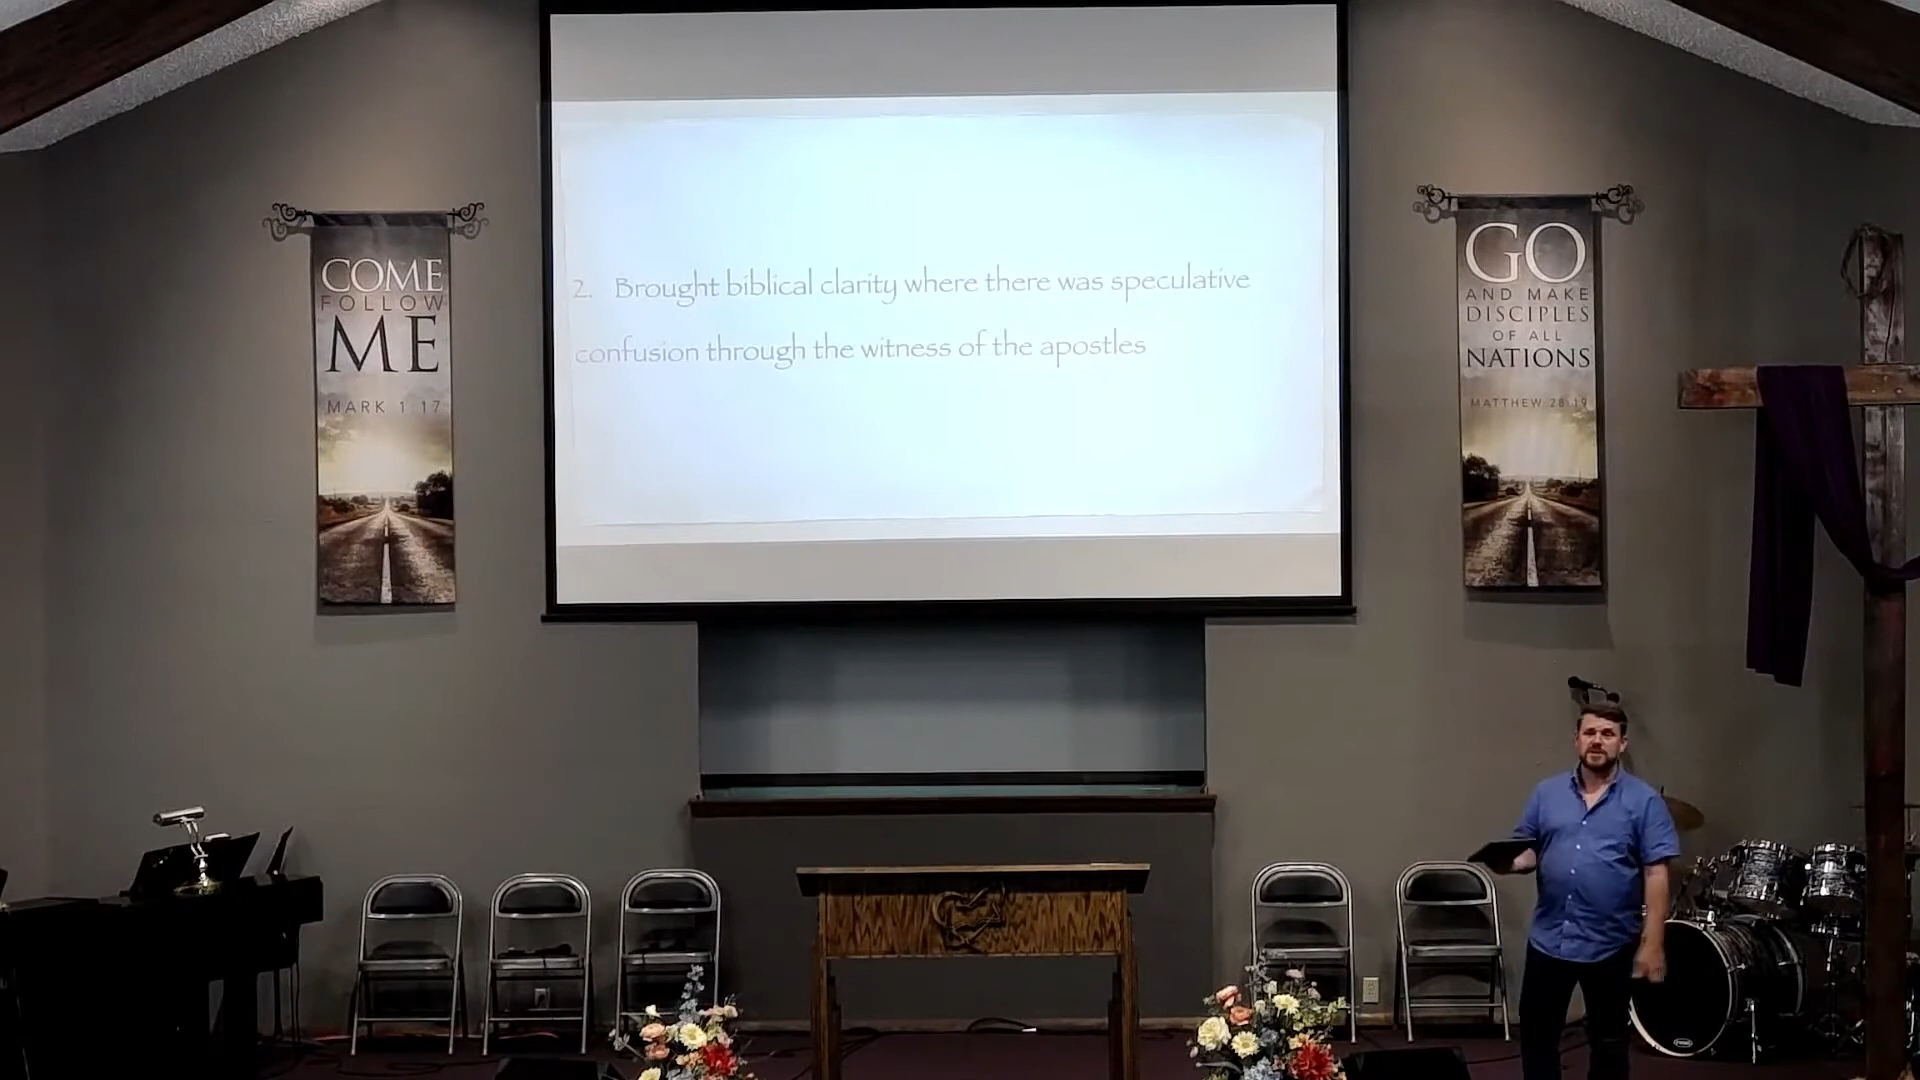 COME
FOLLOW
ME
MARK 1:17
2. Brought biblical clarity where there was speculative
confusion through the witness of the apostles
GO
AND MAKE
DISCIPLES
OF ALL
NATIONS
MATTHEW 28:19